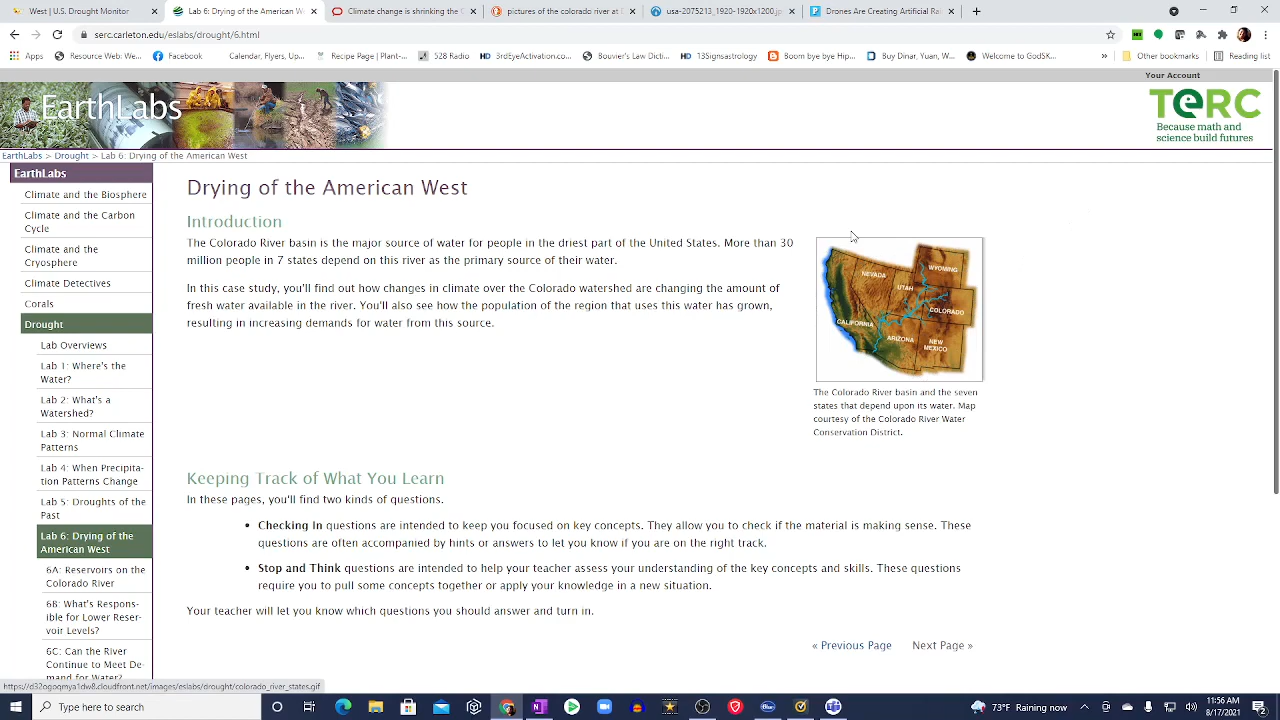 West | U.S. Drought Monitor
Lab 6: Drying of the American W
Climate change is shrinking the C
pictures of the colorado river at D
usa-2075213_1920-1920x1200.jp
Drones Are Creating Artificial Rai
serc.carleton.edu/eslabs/drought/6.html
Apps
Resource Web: We...
Facebook
Calendar, Flyers, Up...
Recipe Page | Plant-...
528 Radio
HD 3rdEyeActivation.co...
Bouvier's Law Dict...
HD 13Signsastrology
Boom bye bye hip...
Buy Dinar, Yuan, W...
Welcome to GodSK...
»
Other bookmarks
Reading list
Your Account
EarthLabs
TERC
Because math and
science build futures
EarthLabs > Drought > Lab 6: Drying of the American West
EarthLabs
Climate and the Biosphere
Climate and the Carbon
Cycle
Climate and the
Cryosphere
Climate Detectives
Corals
Drought
Lab Overviews
Lab 1: Where's the
Water?
Lab 2: What's a
Watershed?
Lab 3: Normal Climate
Patterns
Lab 4: When Precipita-
tion Patterns Change
Lab 5: Droughts of the
Past
Lab 6: Drying of the
American West
6A: Reservoirs on the
Colorado River
6B: What's Respons-
ible for Lower Reser-
voir Levels?
6C: Can the River
Continue to Meet De-
mand for Water?
Drying of the American West
Introduction
The Colorado River basin is the major source of water for people in the driest part of the United States. More than 30
million people in 7 states depend on this river as the primary source of their water.
In this case study, you'll find out how changes in climate over the Colorado watershed are changing the amount of
fresh water available in the river. You'll also see how the population of the region that uses this water has grown,
resulting in increasing demands for water from this source.
WYOMING
NEVADA
UTAH
COLORADO
CALIFORNIA
ARIZONA
NEW
MEXICO
The Colorado River basin and the seven
states that depend upon its water. Map
courtesy of the Colorado River Water
Conservation District.
Keeping Track of What You Learn
In these pages, you'll find two kinds of questions.
• Checking In questions are intended to keep you focused on key concepts. They allow you to check if the material is making sense. These
questions are often accompanied by hints or answers to let you know if you are on the right track.
• Stop and Think questions are intended to help your teacher assess your understanding of the key concepts and skills. These questions
require you to pull some concepts together or apply your knowledge in a new situation.
Your teacher will let you know which questions you should answer and turn in.
« Previous Page
Next Page »
https://d32ogoqmya1dw8.cloudfront.net/images/eslabs/drought/colorado_river_states.gif
Type here to search
73°F Raining now
11:56 AM
8/17/2021